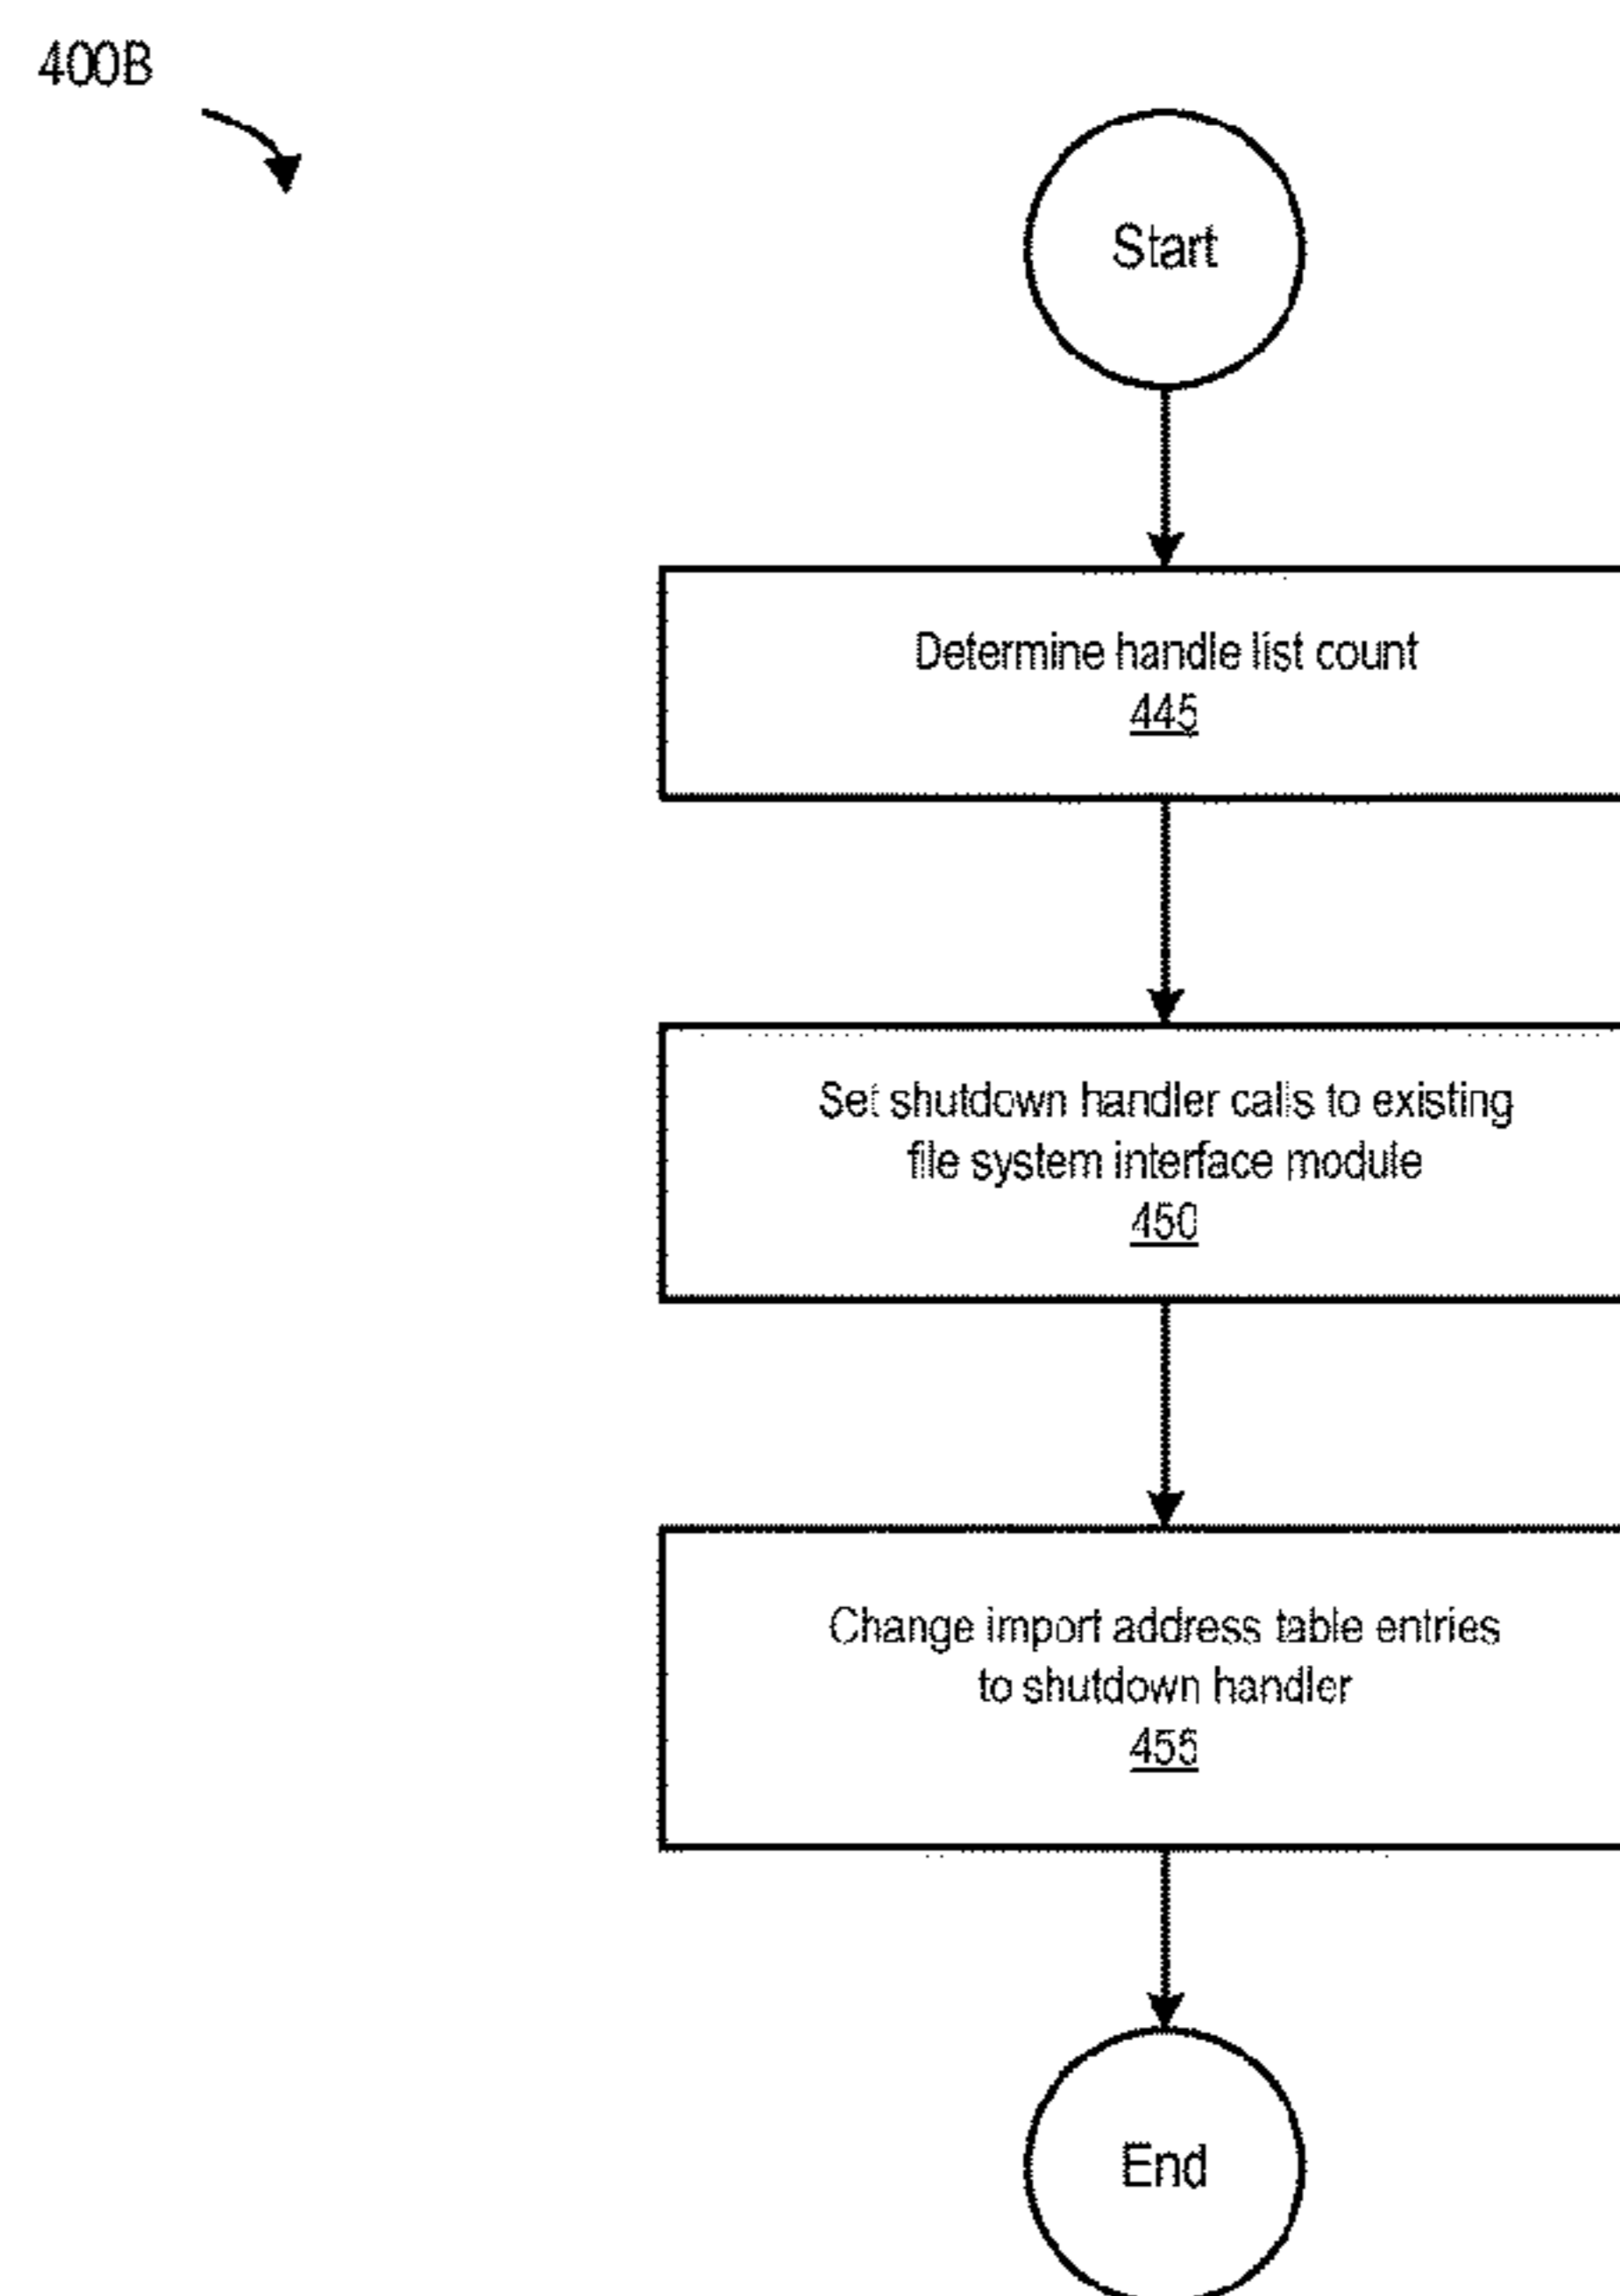 400B
Start
Determine handle list count
445
Set shutdown handler calls to existing
file system interface module
450
Change import address table entries
to shutdown handler
455
End